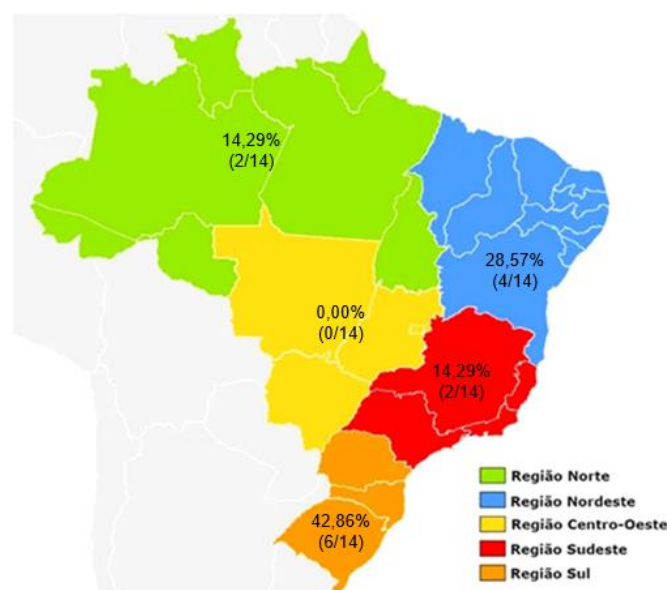 14,29%
(2/14)
28,57%
(4/14)
0,00%
(0/14)
14,29%
(2/14)
42,86%
(6/14)
Região Norte
Região Nordeste
Região Centro-Oeste
Região Sudeste
Região Sul